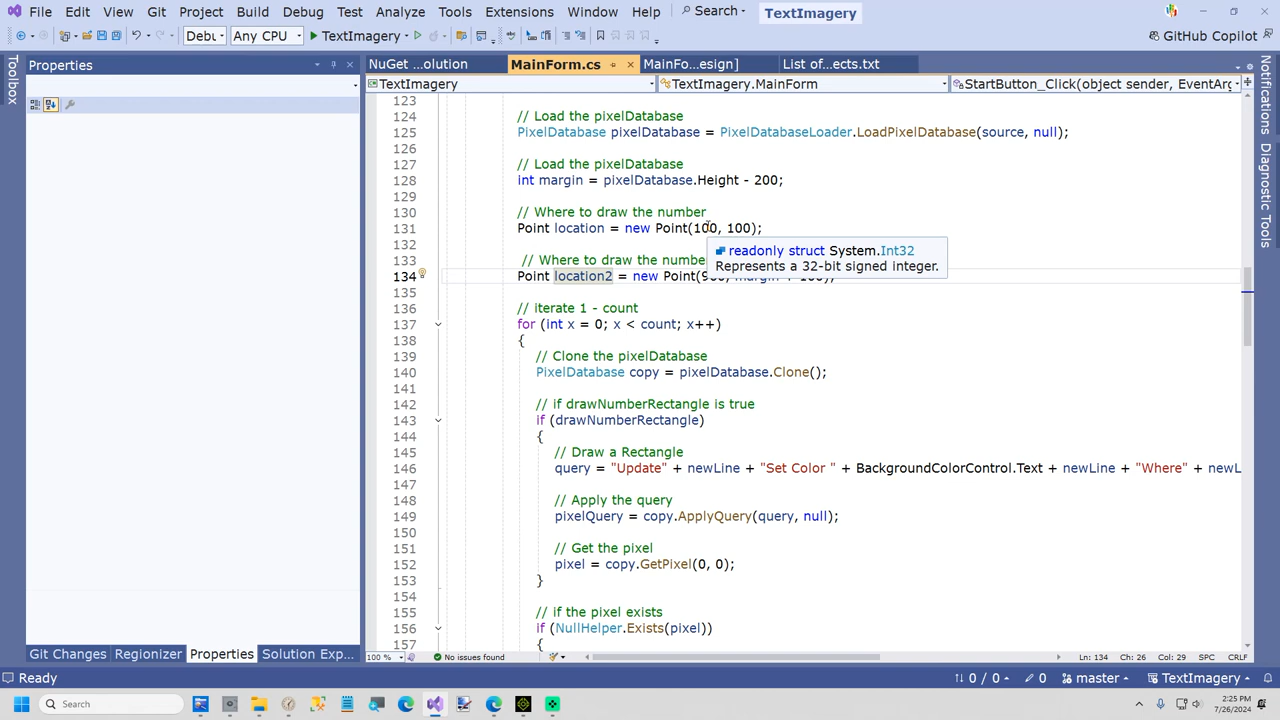 File Edit View Git Project Build Debug Test Analyze Tools Extensions Window Help Search TextImagery
Debu Any CPU TextImagery GitHub Copilot
Toolbox
Properties
NuGet ...olution MainForm.cs MainFo...esign] List of...ects.txt
TextImagery TextImagery.MainForm StartButton_Click(object sender, EventArg
123
124 // Load the pixelDatabase
125 PixelDatabase pixelDatabase = PixelDatabaseLoader.LoadPixelDatabase(source, null);
126
127 // Load the pixelDatabase
128 int margin = pixelDatabase.Height - 200;
129
130 // Where to draw the number
131 Point location = new Point(100, 100);
132
readonly struct System.Int32
Represents a 32-bit signed integer.
133 // Where to draw the numbe
134 Point location2 = new Point(
135
136 // iterate 1 - count
137 for (int x = 0; x < count; x++)
138 {
139 // Clone the pixelDatabase
140 PixelDatabase copy = pixelDatabase.Clone();
141
142 // if drawNumberRectangle is true
143 if (drawNumberRectangle)
144 {
145 // Draw a Rectangle
146 query = "Update" + newLine + "Set Color " + BackgroundColorControl.Text + newLine + "Where" + newL
147
148 // Apply the query
149 pixelQuery = copy.ApplyQuery(query, null);
150
151 // Get the pixel
152 pixel = copy.GetPixel(0, 0);
153 }
154
155 // if the pixel exists
156 if (NullHelper.Exists(pixel))
157 {
Notifications
Diagnostic Tools
Git Changes Regionizer Properties Solution Exp...
100 % No issues found Ln: 134 Ch: 26 Col: 29 SPC CRLF
Ready 0 / 0 0 master TextImagery
Search
2:25 PM
7/26/2024